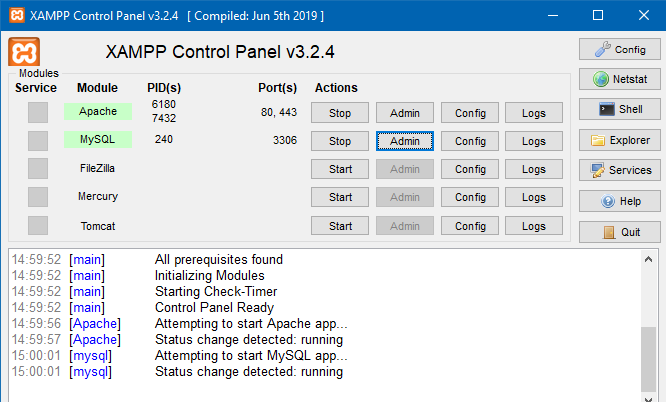 XAMPP Control Panel v3.2.4 [ Compiled: Jun 5th 2019 ]
XAMPP Control Panel v3.2.4
Config
Modules
Service Module PID(s) Port(s) Actions
Netstat
Apache 6180 7432 80, 443 Stop Admin Config Logs
Shell
MySQL 240 3306 Stop Admin Config Logs
Explorer
FileZilla Start Admin Config Logs
Services
Mercury Start Admin Config Logs
Help
Tomcat Start Admin Config Logs
Quit
14:59:52 [main] All prerequisites found
14:59:52 [main] Initializing Modules
14:59:52 [main] Starting Check-Timer
14:59:52 [main] Control Panel Ready
14:59:56 [Apache] Attempting to start Apache app...
14:59:57 [Apache] Status change detected: running
15:00:01 [mysql] Attempting to start MySQL app...
15:00:01 [mysql] Status change detected: running